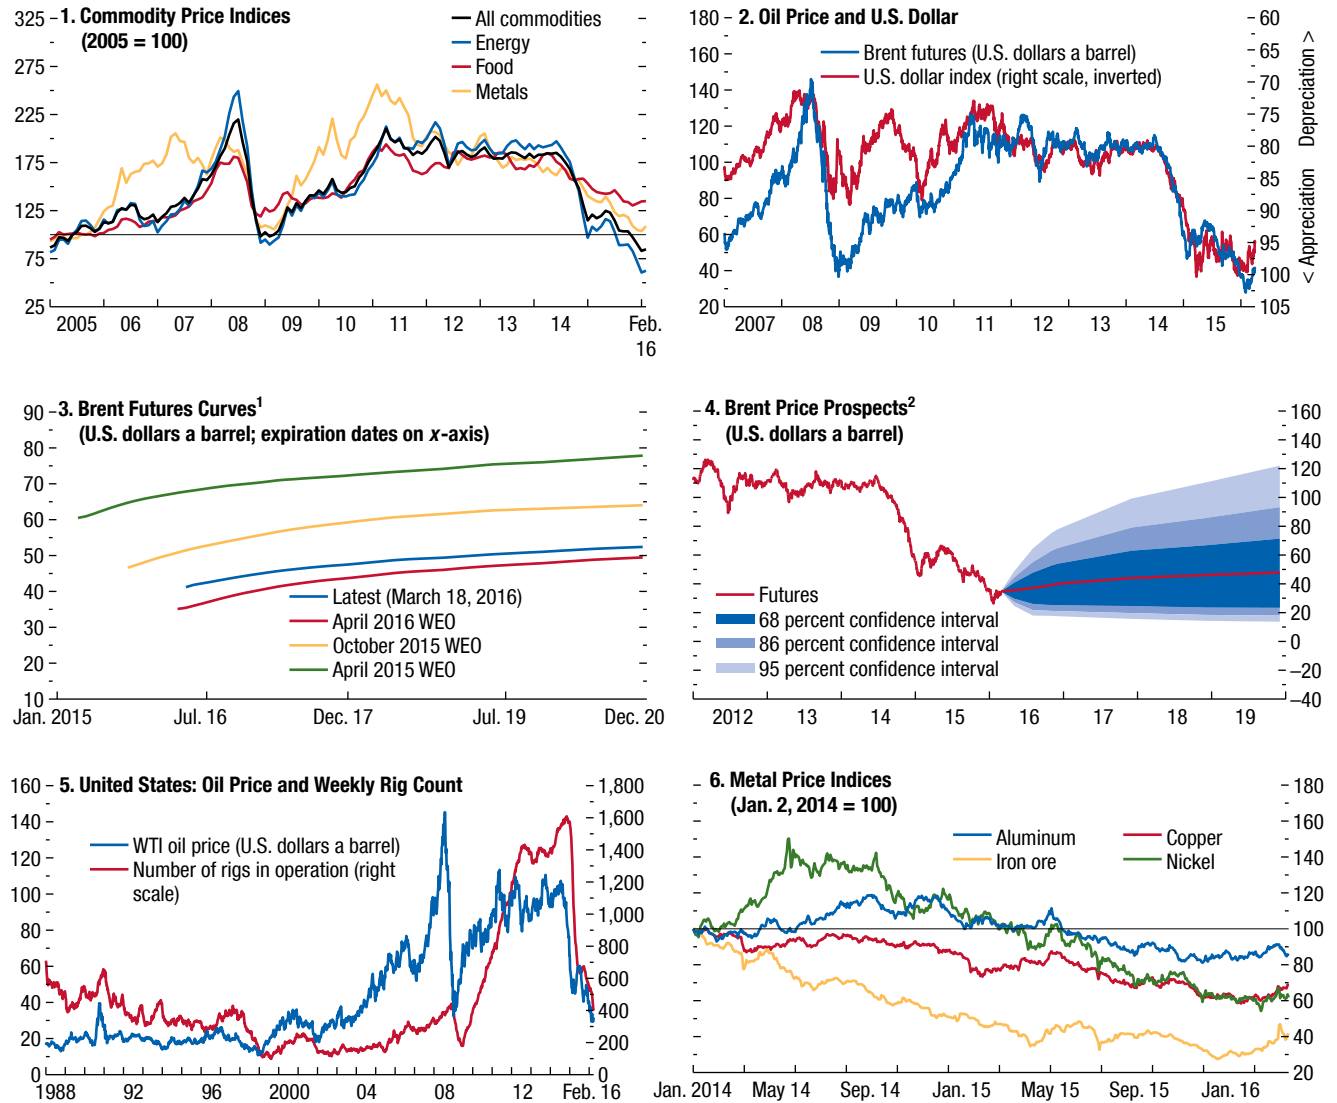 1. Commodity Price Indices
(2005 = 100)
All commodities
Energy
Food
Metals
325
275
225
175
125
75
25
2005 06 07 08 09 10 11 12 13 14 Feb.
16
2. Oil Price and U.S. Dollar
Brent futures (U.S. dollars a barrel)
U.S. dollar index (right scale, inverted)
180
160
140
120
100
80
60
40
20
60
65
70
75
80
85
90
95
100
105
< Appreciation Depreciation >
2007 08 09 10 11 12 13 14 15
3. Brent Futures Curves1
(U.S. dollars a barrel; expiration dates on x-axis)
90
80
70
60
50
40
30
20
10
Latest (March 18, 2016)
April 2016 WEO
October 2015 WEO
April 2015 WEO
Jan. 2015 Jul. 16 Dec. 17 Jul. 19 Dec. 20
4. Brent Price Prospects2
(U.S. dollars a barrel)
Futures
68 percent confidence interval
86 percent confidence interval
95 percent confidence interval
160
140
120
100
80
60
40
20
0
–20
–40
2012 13 14 15 16 17 18 19
5. United States: Oil Price and Weekly Rig Count
WTI oil price (U.S. dollars a barrel)
Number of rigs in operation (right
scale)
160
140
120
100
80
60
40
20
0
1,800
1,600
1,400
1,200
1,000
800
600
400
200
0
1988 92 96 2000 04 08 12 Feb. 16
6. Metal Price Indices
(Jan. 2, 2014 = 100)
Aluminum
Copper
Iron ore
Nickel
180
160
140
120
100
80
60
40
20
Jan. 2014 May 14 Sep. 14 Jan. 15 May 15 Sep. 15 Jan. 16